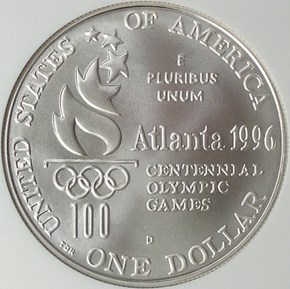 UNITED STATES OF AMERICA
E
PLURIBUS
UNUM
Atlanta 1996
CENTENNIAL
OLYMPIC
GAMES
100
D
ONE DOLLAR